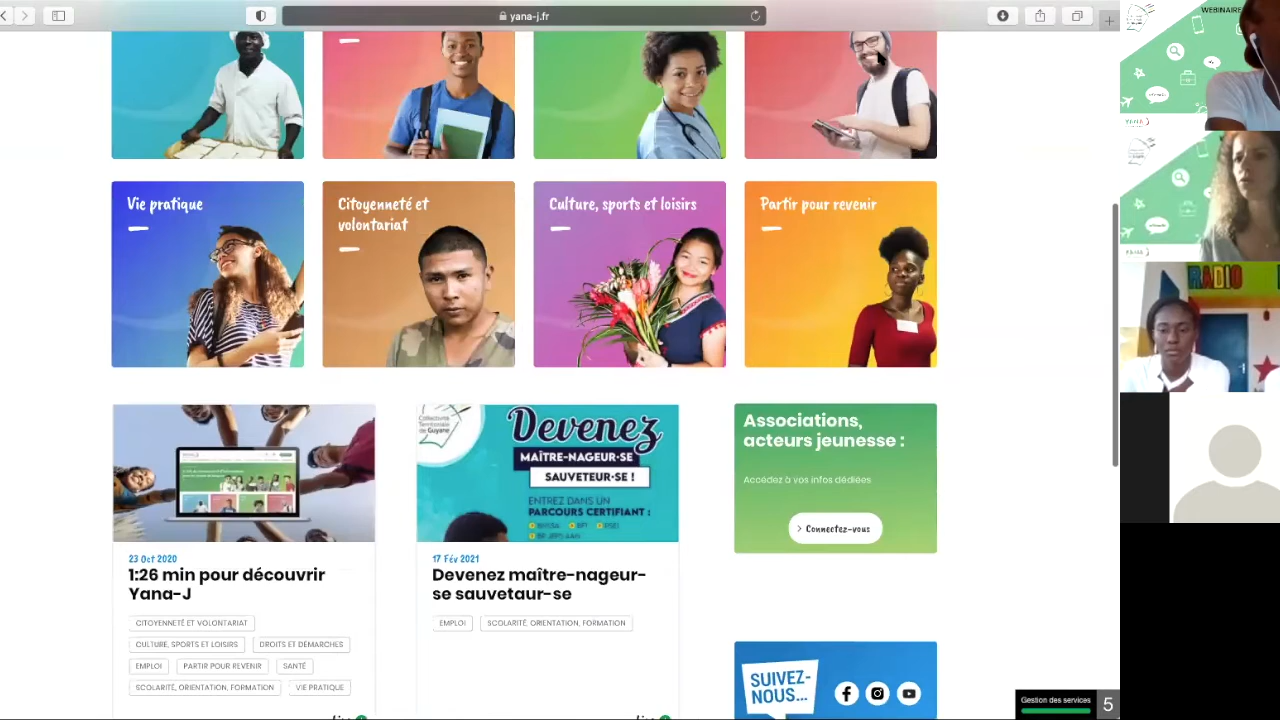 yana-j.fr
WEBINAIRE
Vie pratique
Citoyenneté et
volontariat
Culture, sports et loisirs
Partir pour revenir
RADIO
Collectivité
Territoriale
de Guyane
Devenez
MAÎTRE-NAGEUR·SE
SAUVETEUR·SE !
ENTREZ DANS UN
PARCOURS CERTIFIANT :
Associations,
acteurs jeunesse :
Accédez à vos infos dédiées
> Connectez-vous
23 Oct 2020
1:26 min pour découvrir
Yana-J
CITOYENNETÉ ET VOLONTARIAT
CULTURE, SPORTS ET LOISIRS
DROITS ET DÉMARCHES
EMPLOI
PARTIR POUR REVENIR
SANTÉ
SCOLARITÉ, ORIENTATION, FORMATION
VIE PRATIQUE
17 Fév 2021
Devenez maître-nageur-
se sauvetaur-se
EMPLOI
SCOLARITÉ, ORIENTATION, FORMATION
SUIVEZ-
NOUS...
Gestion des services
5